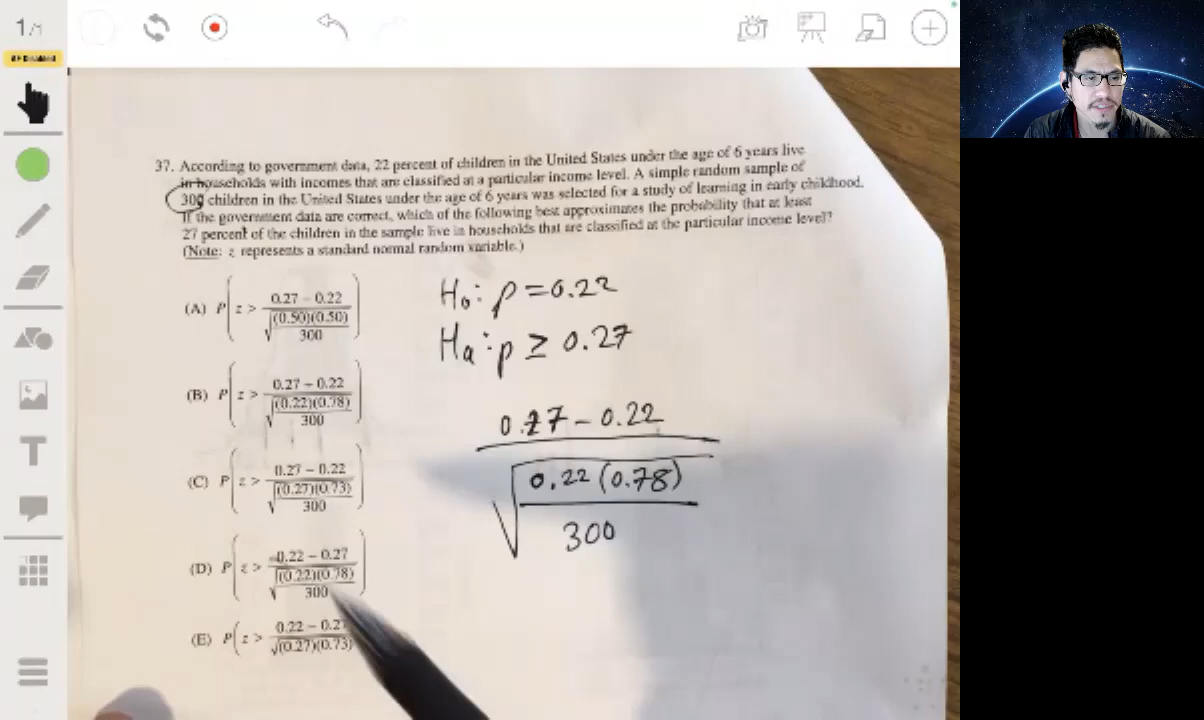 1/1
37. According to government data, 22 percent of children in the United States under the age of 6 years live
in households with incomes that are classified at a particular income level. A simple random sample of
300 children in the United States under the age of 6 years was selected for a study of learning in early childhood.
If the government data are correct, which of the following best approximates the probability that at least
27 percent of the children in the sample live in households that are classified at the particular income level?
(Note: z represents a standard normal random variable.)
(A) P(z > 0.27 – 0.22
√(0.50)(0.50)
300)
(B) P(z > 0.27 – 0.22
√(0.22)(0.78)
300)
(C) P(z > 0.27 – 0.22
√(0.27)(0.73)
300)
(D) P(z > 0.22 – 0.27
√(0.22)(0.78)
300)
(E) P(z > 0.22 – 0.27
√(0.27)(0.73)
H₀: p = 0.22
Hₐ: p ≥ 0.27
0.27 – 0.22
√0.22 (0.78)
300
T